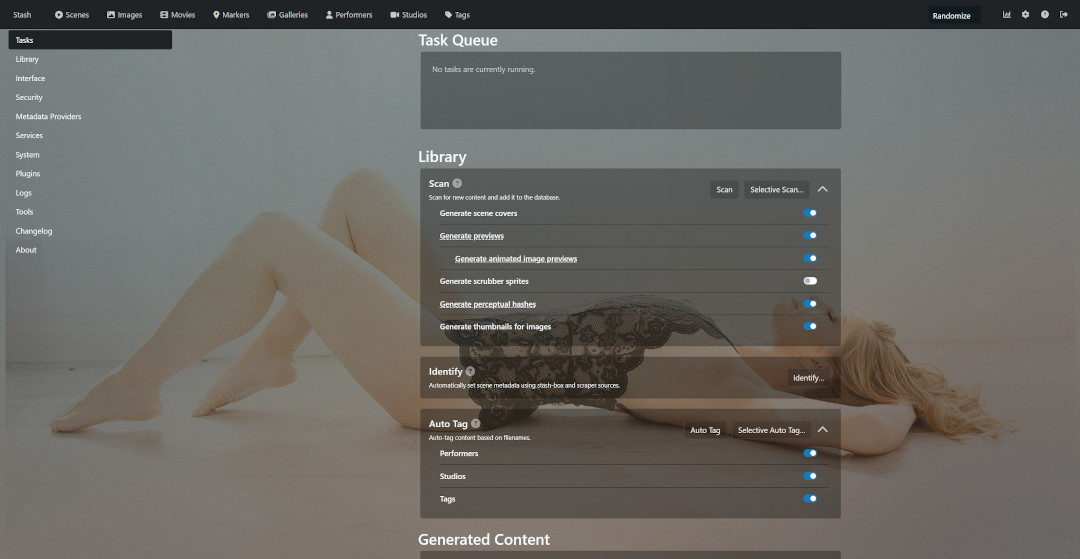 Stash
Scenes
Images
Movies
Markers
Galleries
Performers
Studios
Tags
Randomize
Tasks
Library
Interface
Security
Metadata Providers
Services
System
Plugins
Logs
Tools
Changelog
About
Task Queue
No tasks are currently running.
Library
Scan
Scan for new content and add it to the database.
Scan
Selective Scan...
Generate scene covers
Generate previews
Generate animated image previews
Generate scrubber sprites
Generate perceptual hashes
Generate thumbnails for images
Identify
Automatically set scene metadata using stash-box and scraper sources.
Identify...
Auto Tag
Auto-tag content based on filenames.
Auto Tag
Selective Auto Tag...
Performers
Studios
Tags
Generated Content